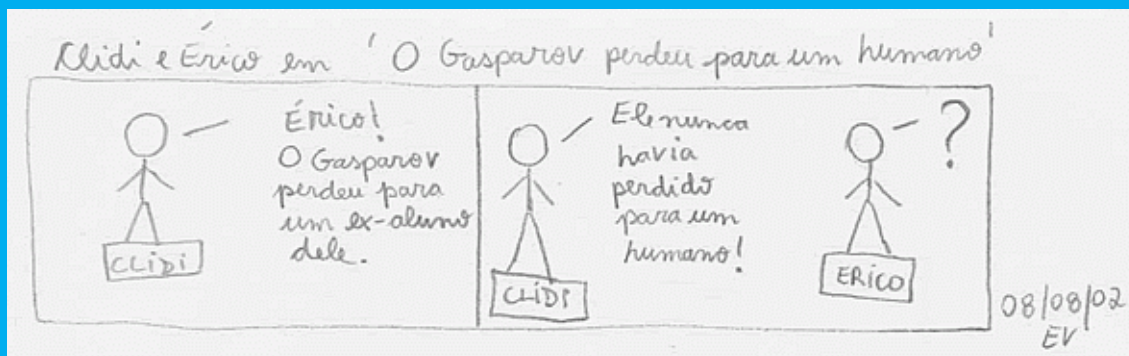 Clidi e Érico em 'O Gasparov perdeu para um humano'
Érico!
O Gasparov
perdeu para
um ex-aluno
dele.
CLIDI
Ele nunca
havia
perdido
para um
humano!
CLIDI
?
ERICO
08/08/02
EV